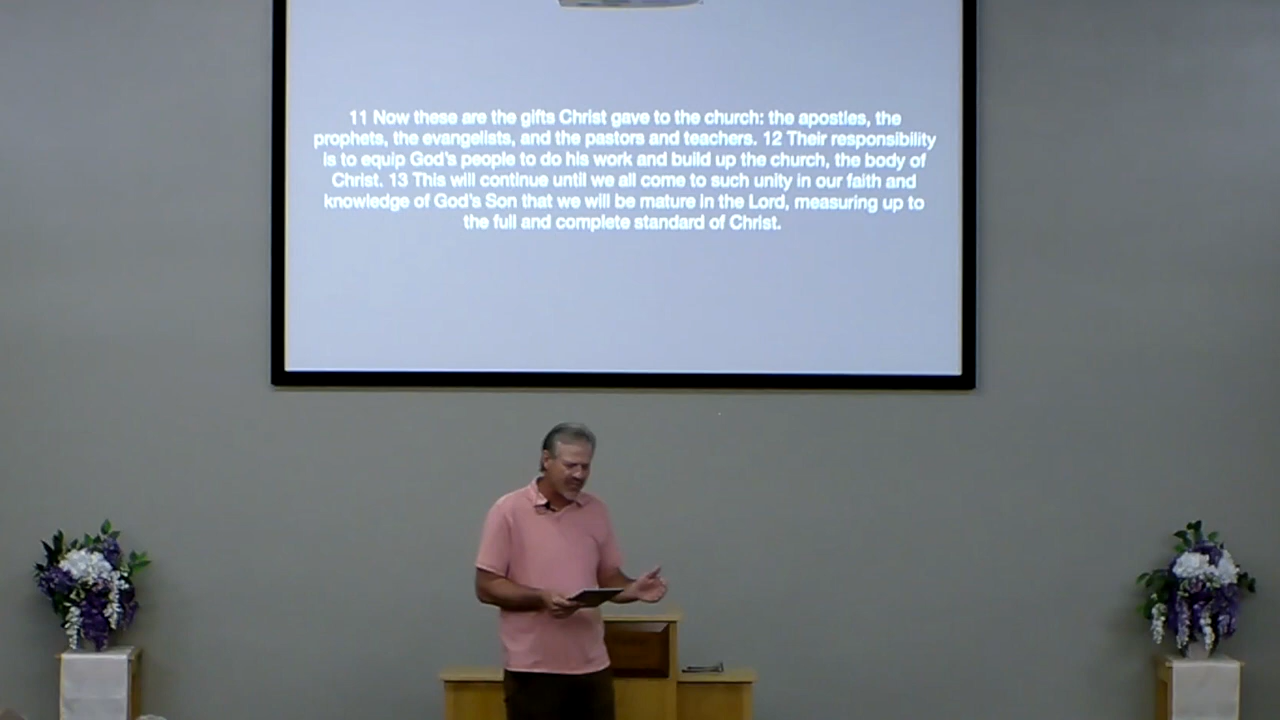 11 Now these are the gifts Christ gave to the church: the apostles, the
prophets, the evangelists, and the pastors and teachers. 12 Their responsibility
is to equip God's people to do his work and build up the church, the body of
Christ. 13 This will continue until we all come to such unity in our faith and
knowledge of God's Son that we will be mature in the Lord, measuring up to
the full and complete standard of Christ.